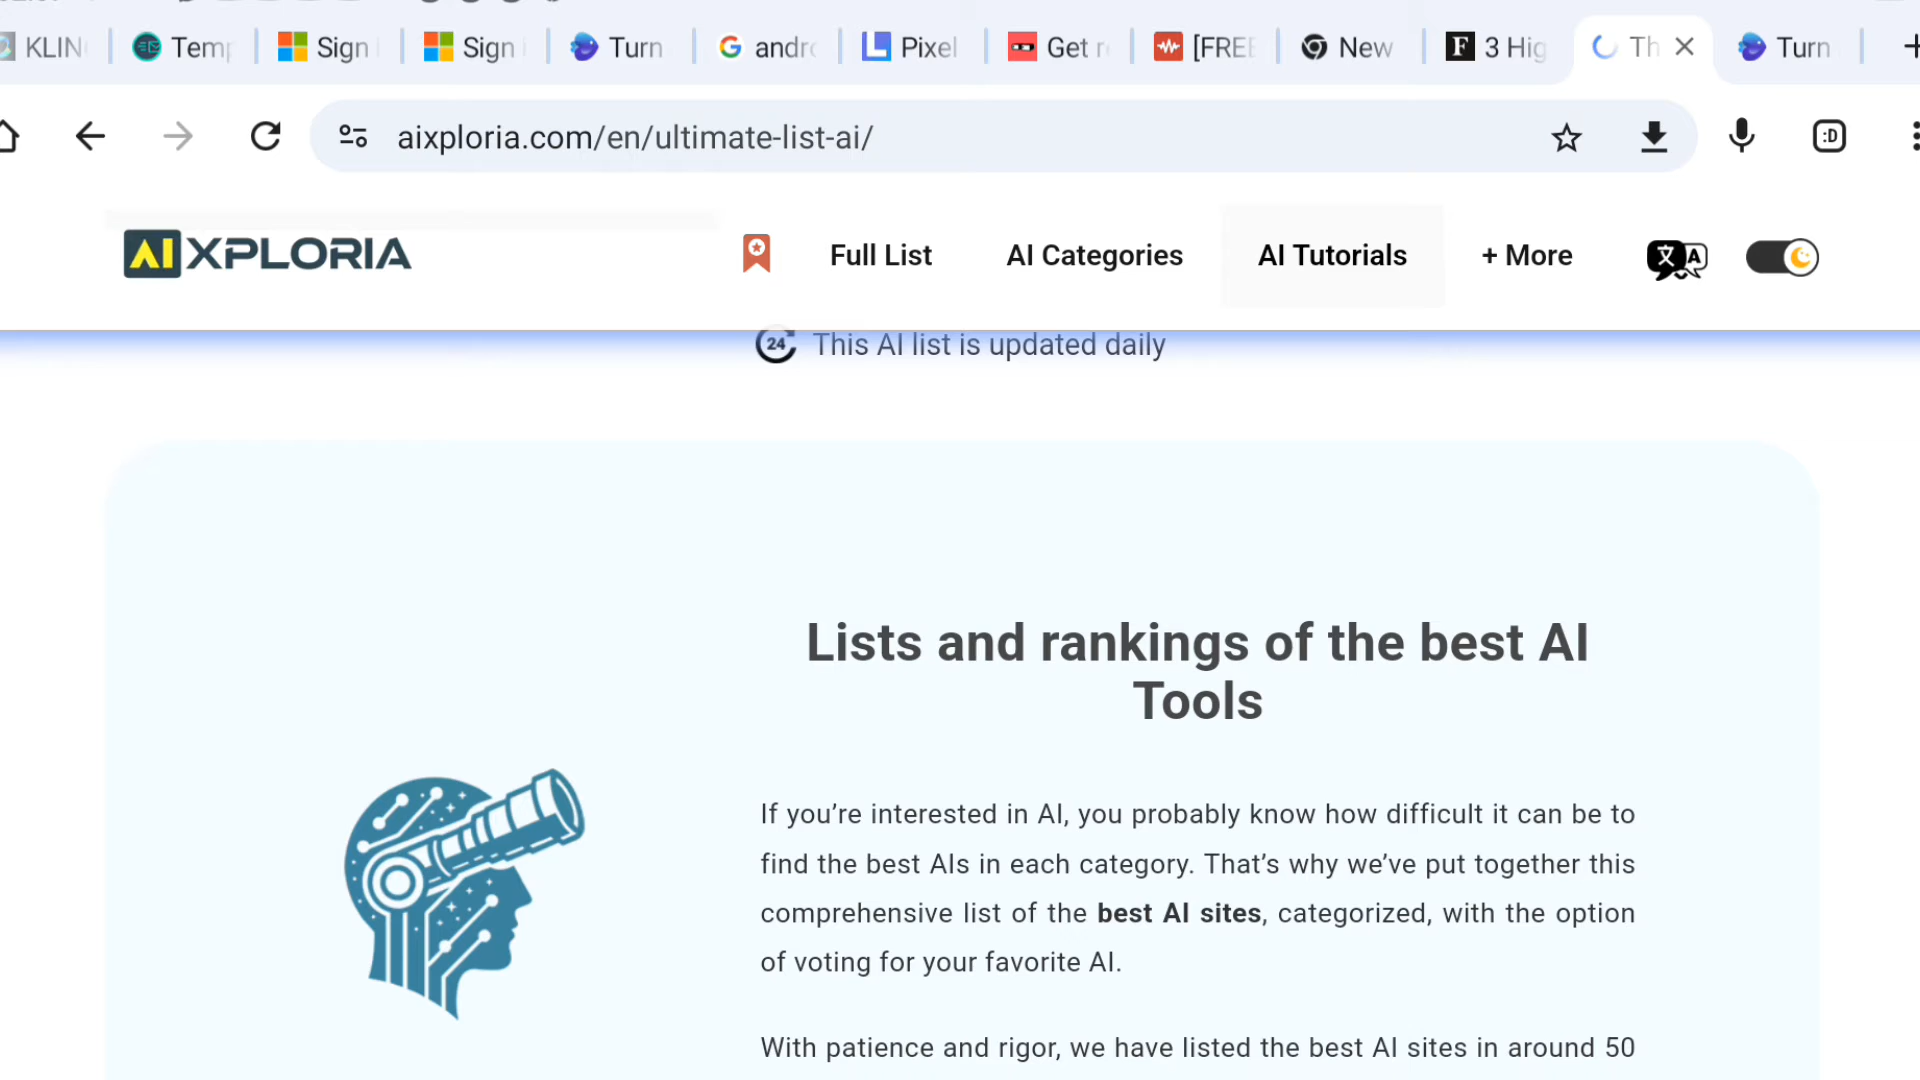 KLIN Temp Sign Sign Turn andro Pixel Get r [FREE New 3 Hig Th Turn
aixploria.com/en/ultimate-list-ai/
AIXPLORIA Full List AI Categories AI Tutorials + More
24 This AI list is updated daily
Lists and rankings of the best AI
Tools
If you’re interested in AI, you probably know how difficult it can be to
find the best AIs in each category. That’s why we’ve put together this
comprehensive list of the best AI sites, categorized, with the option
of voting for your favorite AI.
With patience and rigor, we have listed the best AI sites in around 50